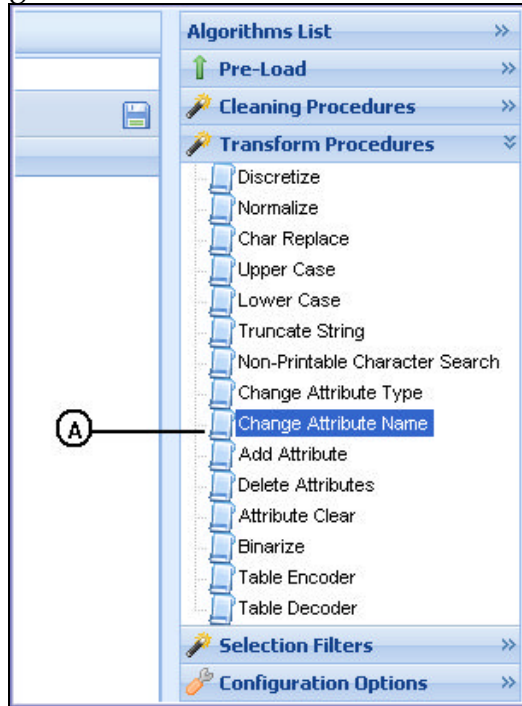 Algorithms List
Pre-Load
Cleaning Procedures
Transform Procedures
Discretize
Normalize
Char Replace
Upper Case
Lower Case
Truncate String
Non-Printable Character Search
Change Attribute Type
A
Change Attribute Name
Add Attribute
Delete Attributes
Attribute Clear
Binarize
Table Encoder
Table Decoder
Selection Filters
Configuration Options